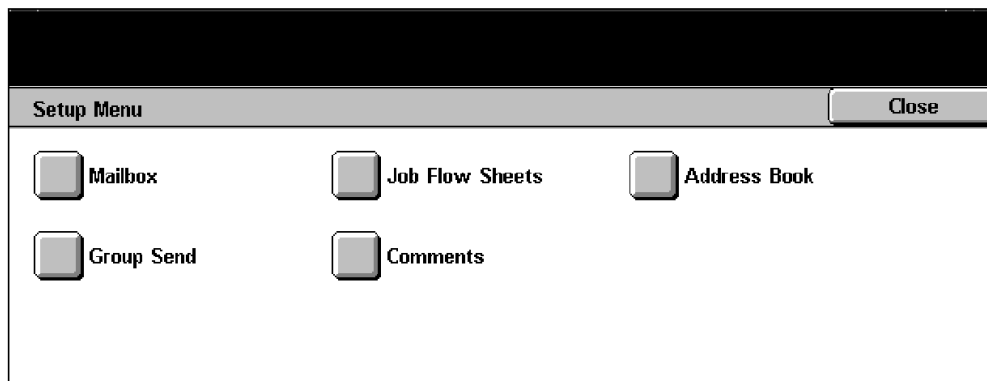 Setup Menu Close
Mailbox Job Flow Sheets Address Book
Group Send Comments